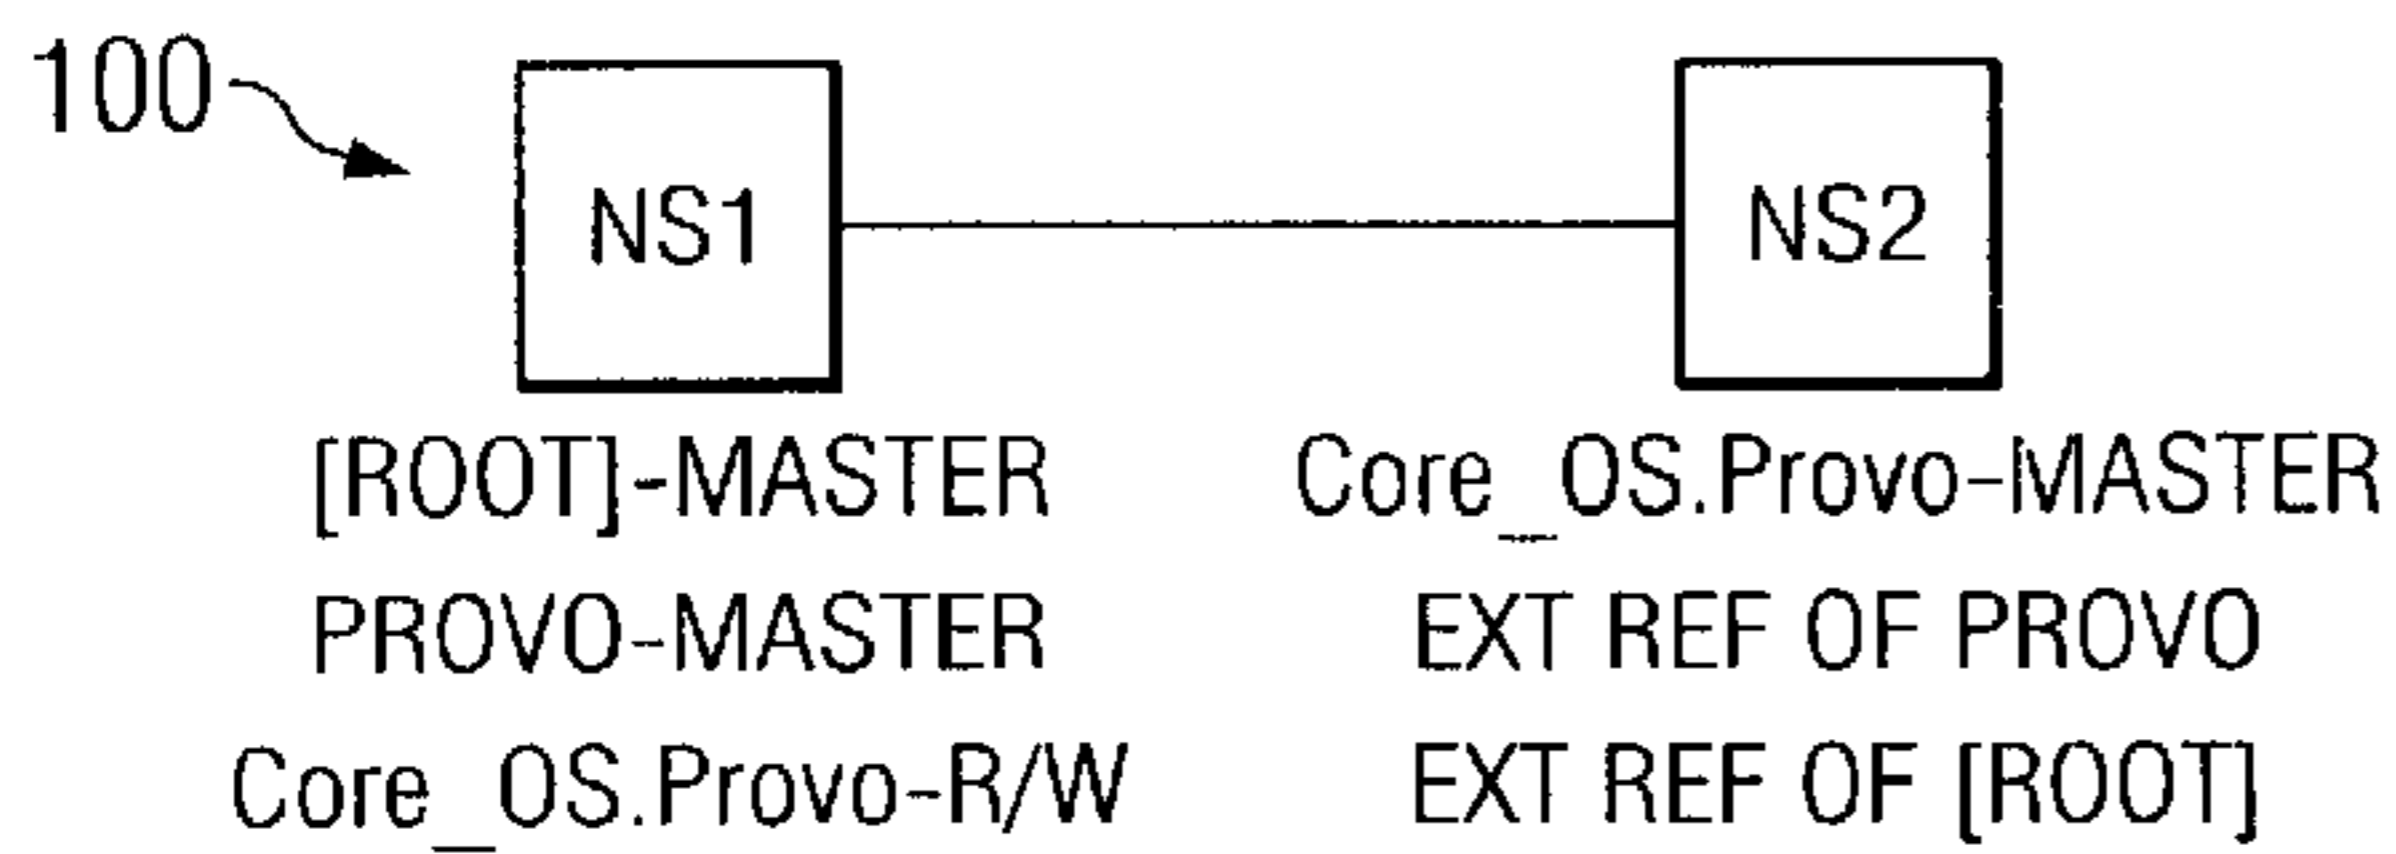 100
NS1
NS2
[ROOT]-MASTER
PROVO-MASTER
Core_OS.Provo-R/W
Core_OS.Provo-MASTER
EXT REF OF PROVO
EXT REF OF [ROOT]